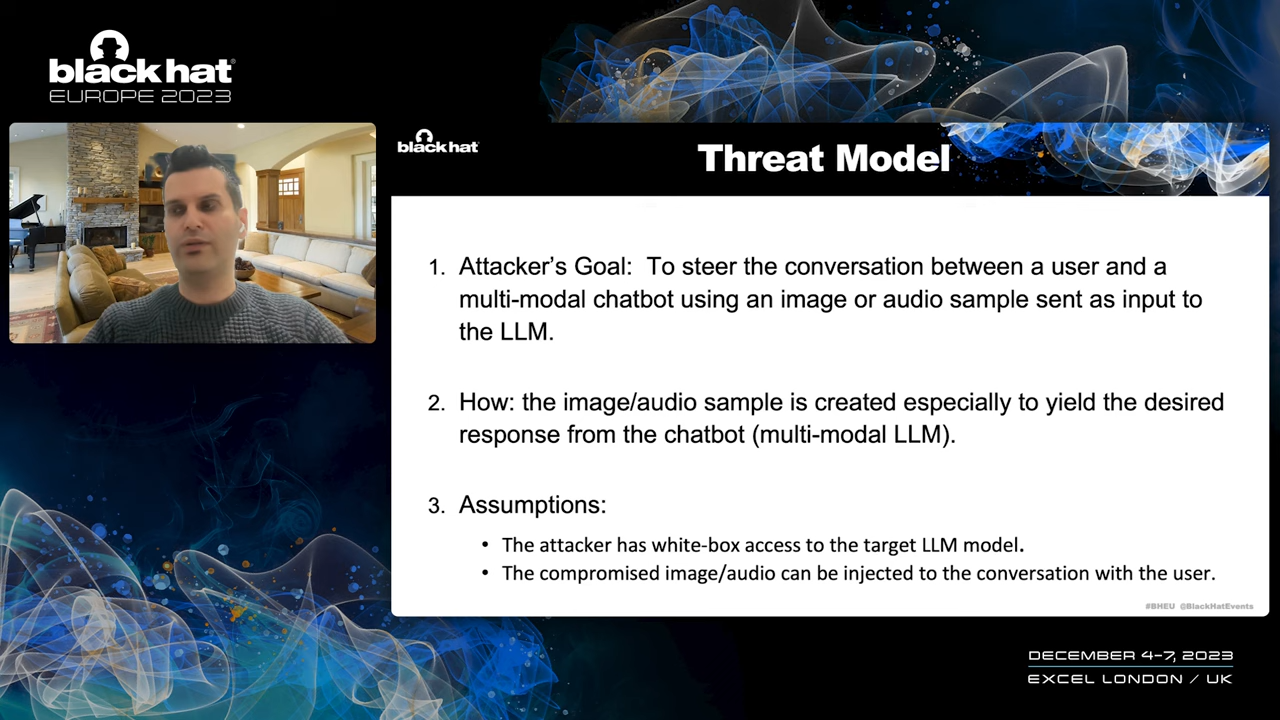 black hat
EUROPE 2023
black hat
Threat Model
1. Attacker's Goal: To steer the conversation between a user and a
multi-modal chatbot using an image or audio sample sent as input to
the LLM.
2. How: the image/audio sample is created especially to yield the desired
response from the chatbot (multi-modal LLM).
3. Assumptions:
• The attacker has white-box access to the target LLM model.
• The compromised image/audio can be injected to the conversation with the user.
#BHEU @BlackHatEvents
DECEMBER 4-7, 2023
EXCEL LONDON / UK